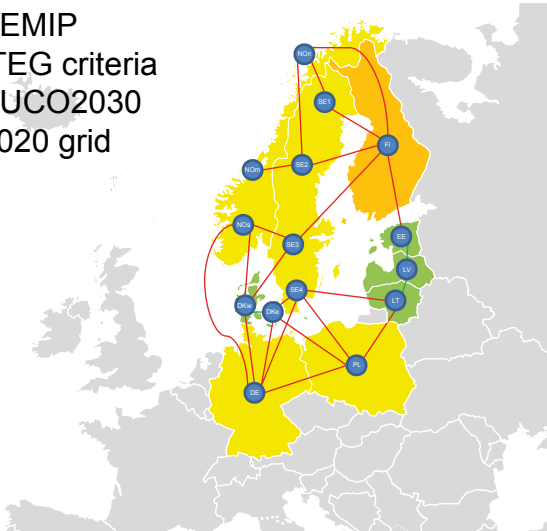 EMIP
TEG criteria
UCO2030
020 grid
NOn
SE1
FI
SE2
NOm
NOs
EE
SE3
LV
SE4
LT
DKw
DKe
PL
DE